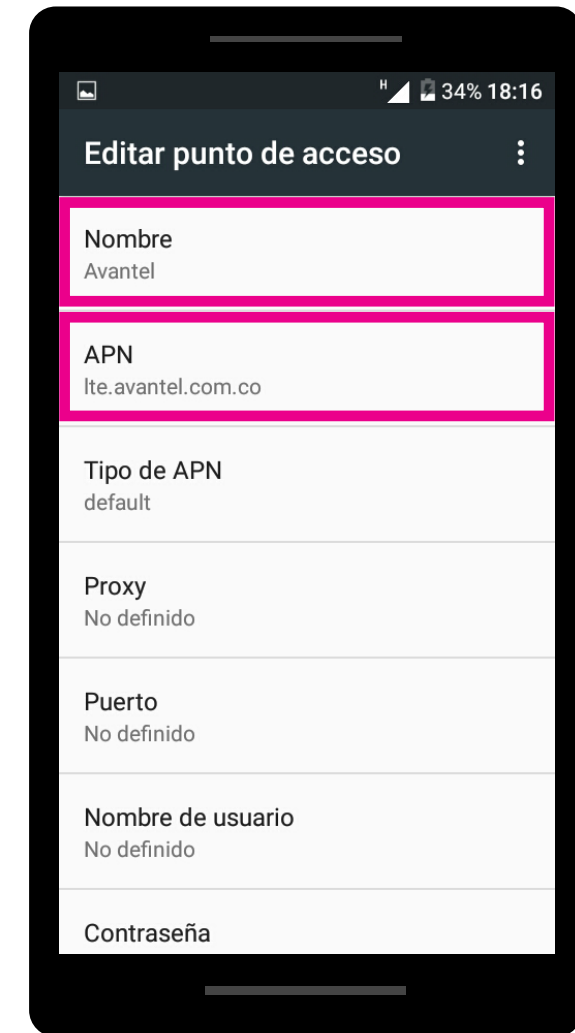 H 34% 18:16
Editar punto de acceso
Nombre
Avantel
APN
lte.avantel.com.co
Tipo de APN
default
Proxy
No definido
Puerto
No definido
Nombre de usuario
No definido
Contraseña